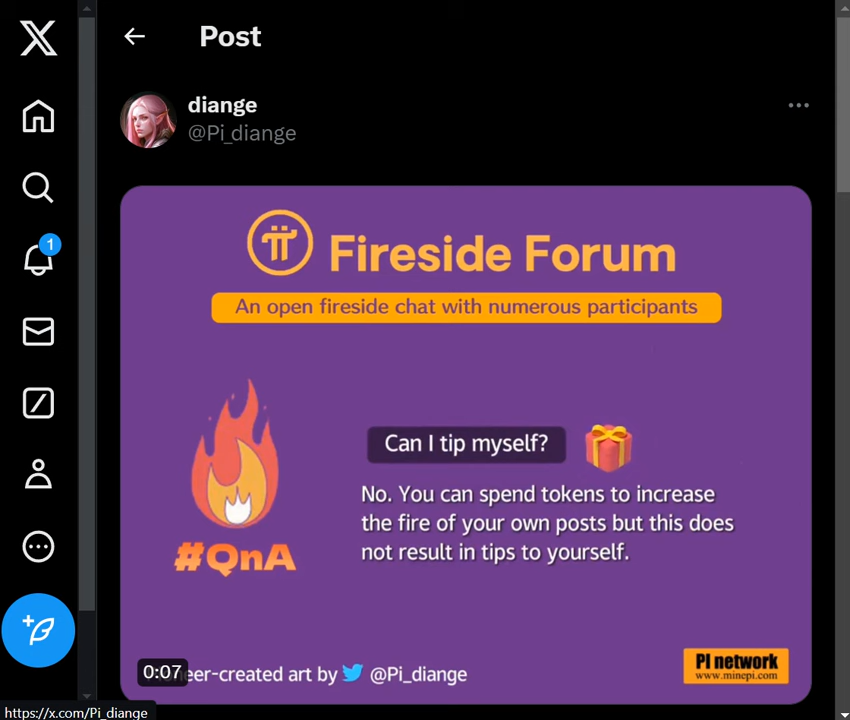 Post
diange
@Pi_diange
1
Fireside Forum
An open fireside chat with numerous participants
Can I tip myself?
No. You can spend tokens to increase
the fire of your own posts but this does
not result in tips to yourself.
#QnA
0:07
eer-created art by @Pi_diange
PI network
www.minepi.com
https://x.com/Pi_diange